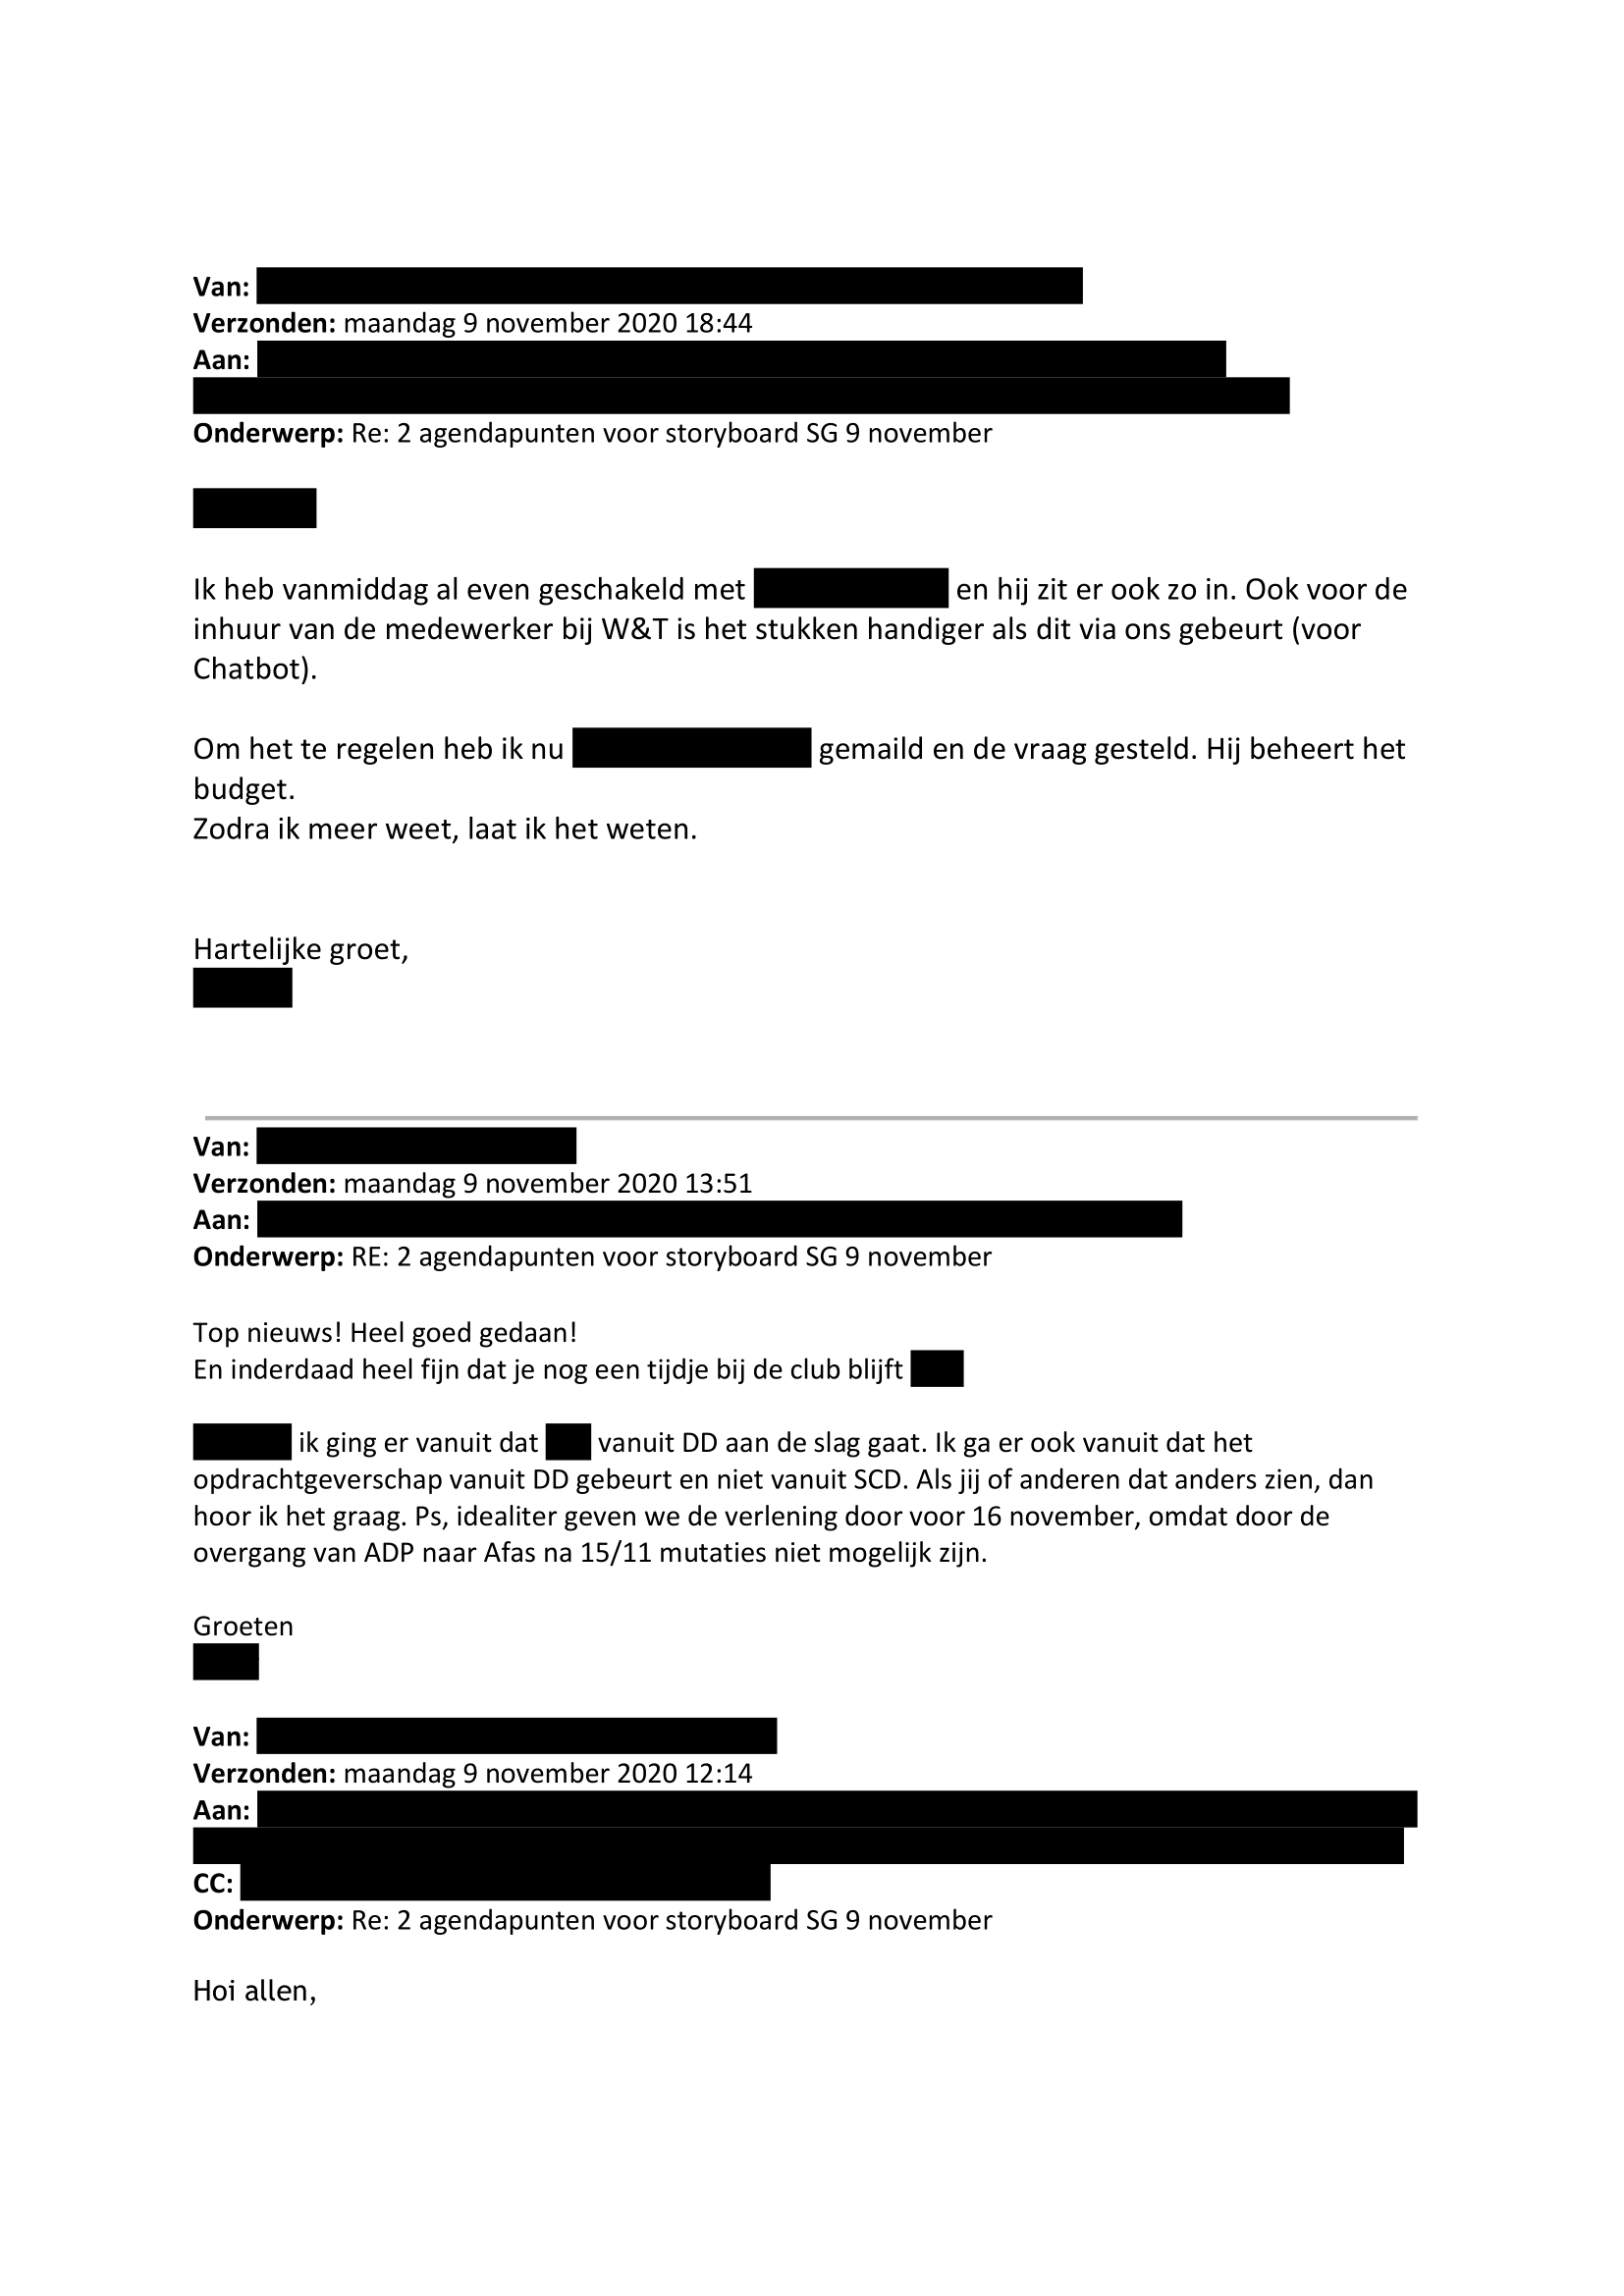 Van:
Verzonden: maandag 9 november 2020 18:44
Aan:
Onderwerp: Re: 2 agendapunten voor storyboard SG 9 november
Ik heb vanmiddag al even geschakeld met en hij zit er ook zo in. Ook voor de
inhuur van de medewerker bij W&T is het stukken handiger als dit via ons gebeurt (voor
Chatbot).
Om het te regelen heb ik nu gemaild en de vraag gesteld. Hij beheert het
budget.
Zodra ik meer weet, laat ik het weten.
Hartelijke groet,
Van:
Verzonden: maandag 9 november 2020 13:51
Aan:
Onderwerp: RE: 2 agendapunten voor storyboard SG 9 november
Top nieuws! Heel goed gedaan!
En inderdaad heel fijn dat je nog een tijdje bij de club blijft
ik ging er vanuit dat vanuit DD aan de slag gaat. Ik ga er ook vanuit dat het
opdrachtgeverschap vanuit DD gebeurt en niet vanuit SCD. Als jij of anderen dat anders zien, dan
hoor ik het graag. Ps, idealiter geven we de verlening door voor 16 november, omdat door de
overgang van ADP naar Afas na 15/11 mutaties niet mogelijk zijn.
Groeten
Van:
Verzonden: maandag 9 november 2020 12:14
Aan:
CC:
Onderwerp: Re: 2 agendapunten voor storyboard SG 9 november
Hoi allen,